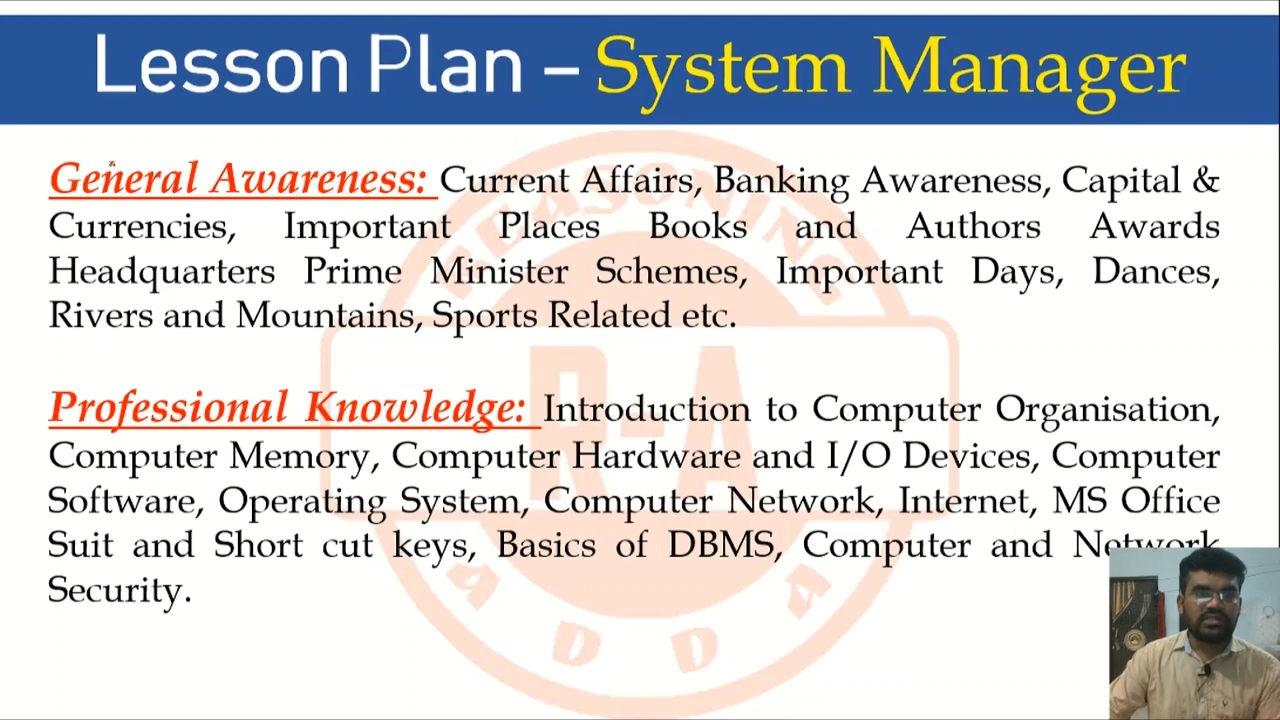 Lesson Plan – System Manager
General Awareness: Current Affairs, Banking Awareness, Capital &
Currencies, Important Places Books and Authors Awards
Headquarters Prime Minister Schemes, Important Days, Dances,
Rivers and Mountains, Sports Related etc.
Professional Knowledge: Introduction to Computer Organisation,
Computer Memory, Computer Hardware and I/O Devices, Computer
Software, Operating System, Computer Network, Internet, MS Office
Suit and Short cut keys, Basics of DBMS, Computer and Network
Security.
REASONING
R-A
ADDA